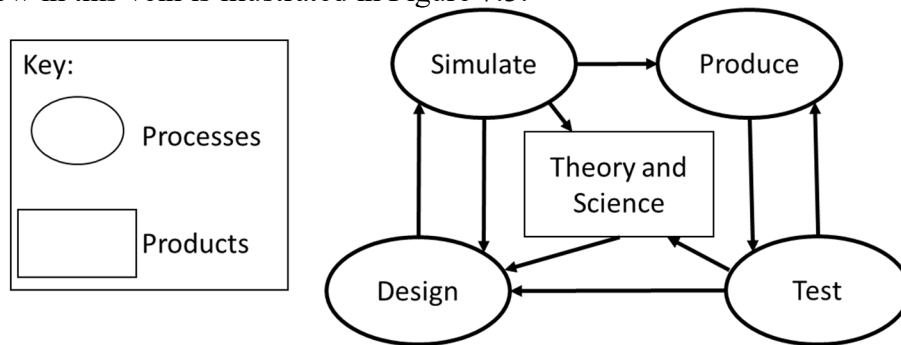 Key:
Processes
Products
Simulate
Produce
Theory and
Science
Design
Test